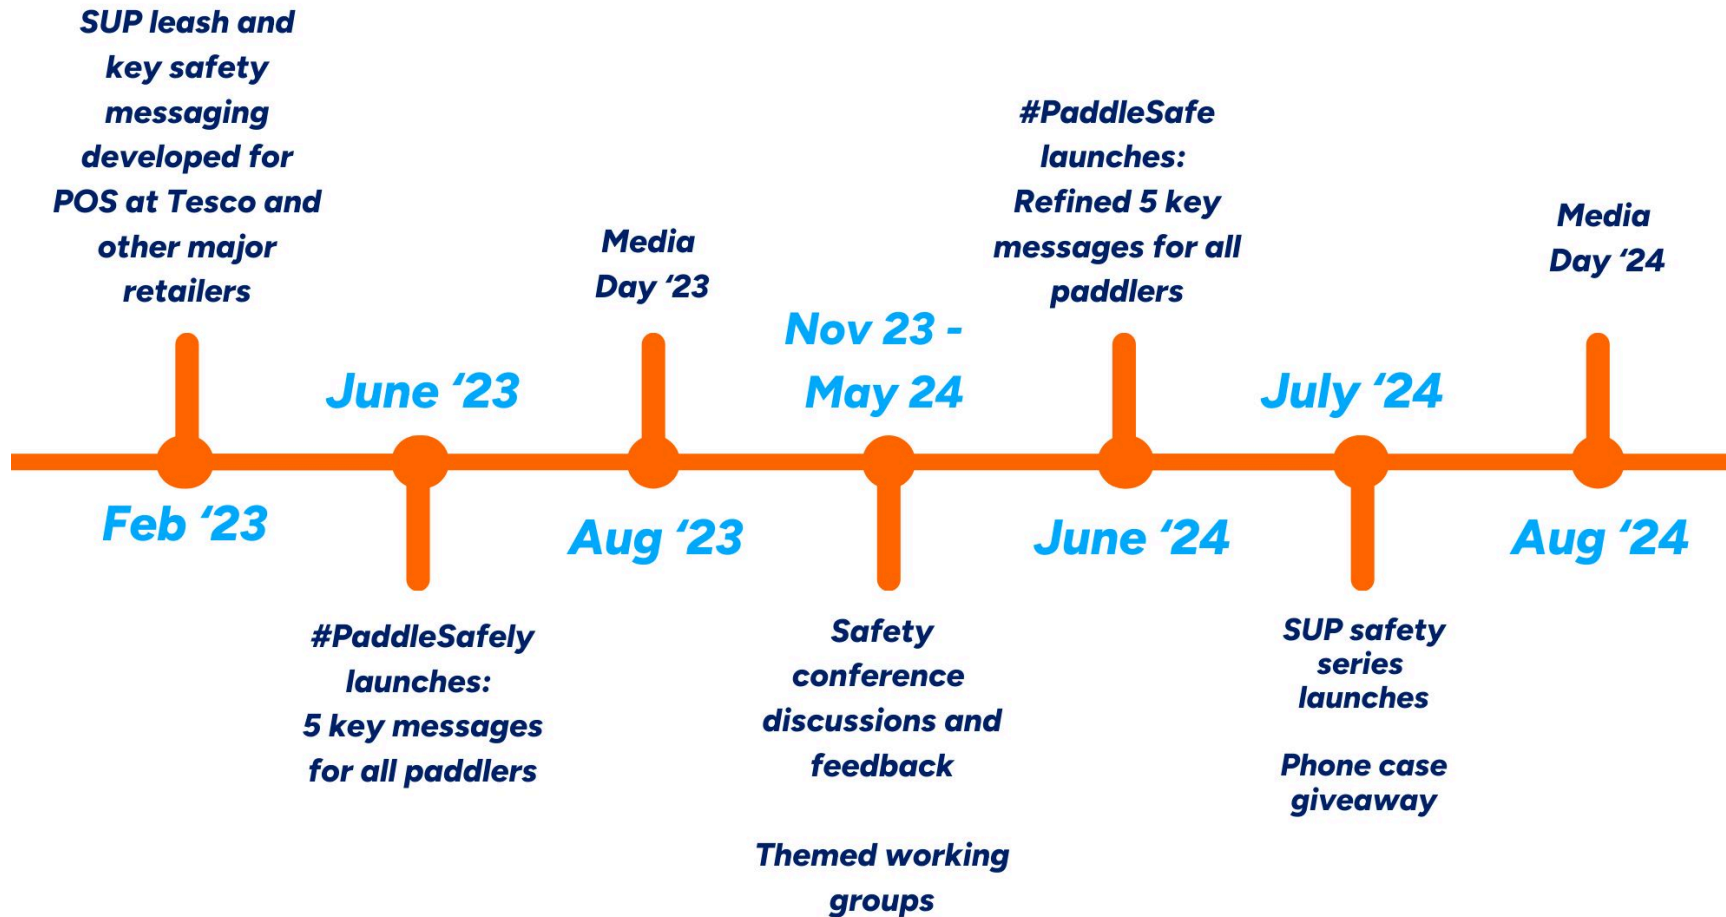 SUP leash and
key safety
messaging
developed for
POS at Tesco and
other major
retailers
Feb ‘23
June ‘23
#PaddleSafely
launches:
5 key messages
for all paddlers
Media
Day ‘23
Aug ‘23
Nov 23 -
May 24
Safety
conference
discussions and
feedback
Themed working
groups
#PaddleSafe
launches:
Refined 5 key
messages for all
paddlers
June ‘24
July ‘24
SUP safety
series
launches
Phone case
giveaway
Media
Day ‘24
Aug ‘24